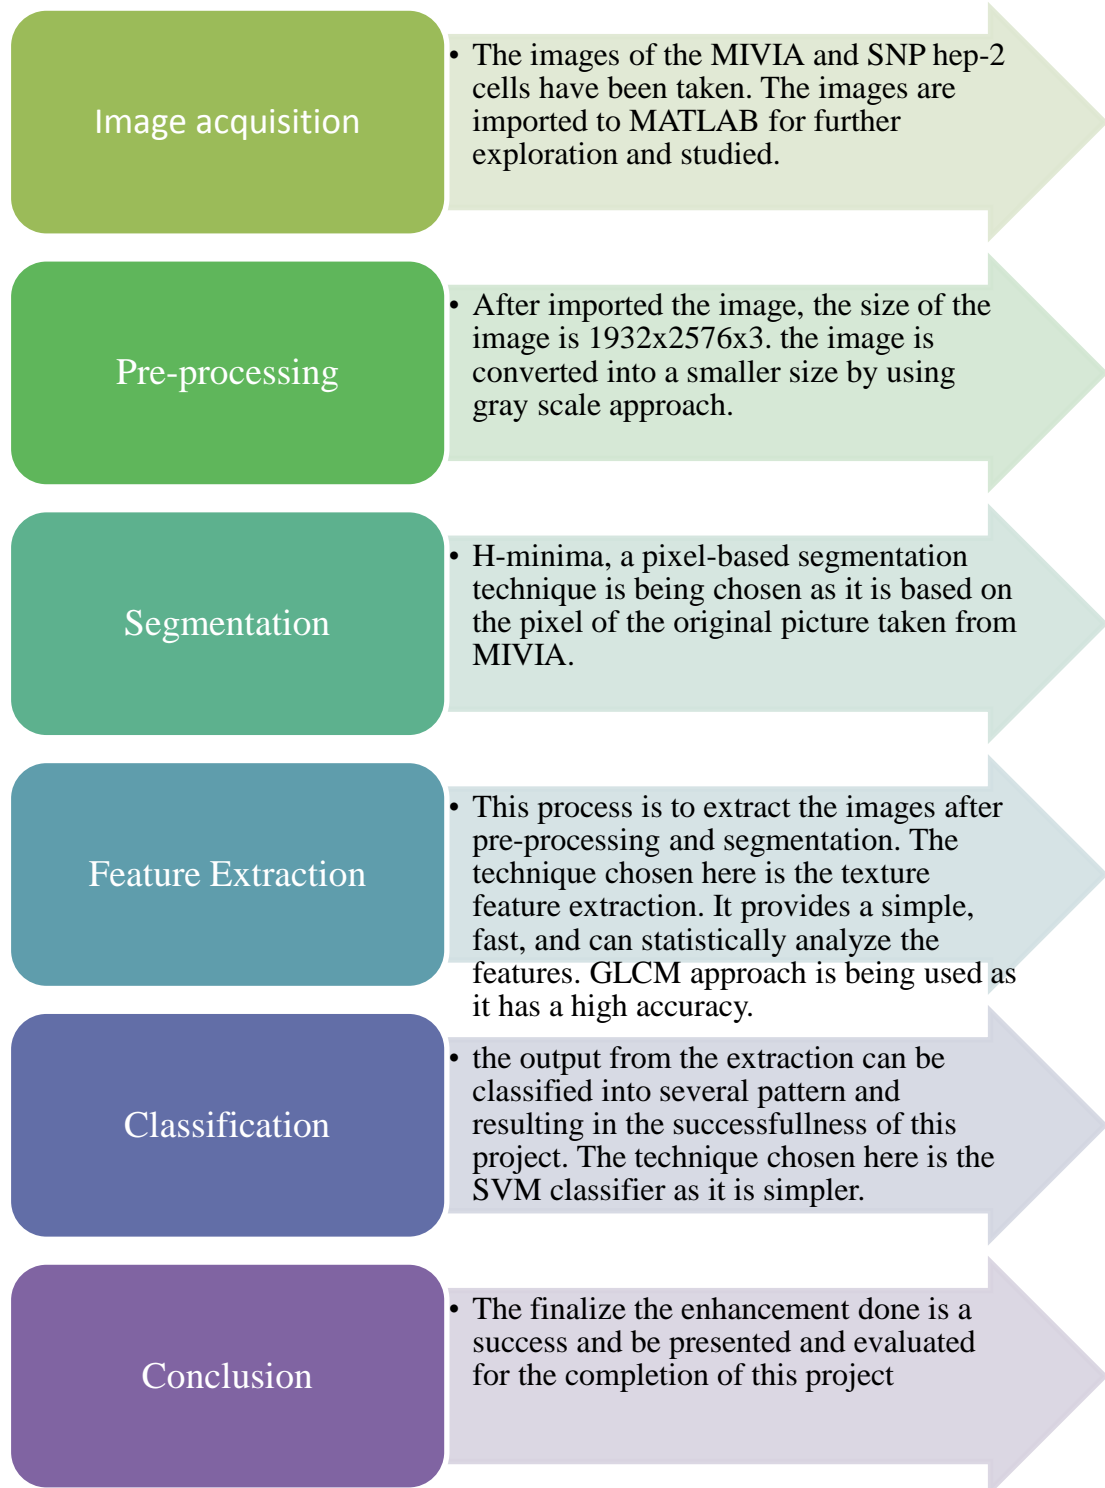 Image acquisition
• The images of the MIVIA and SNP hep-2
cells have been taken. The images are
imported to MATLAB for further
exploration and studied.
Pre-processing
• After imported the image, the size of the
image is 1932x2576x3. the image is
converted into a smaller size by using
gray scale approach.
Segmentation
• H-minima, a pixel-based segmentation
technique is being chosen as it is based on
the pixel of the original picture taken from
MIVIA.
Feature Extraction
• This process is to extract the images after
pre-processing and segmentation. The
technique chosen here is the texture
feature extraction. It provides a simple,
fast, and can statistically analyze the
features. GLCM approach is being used as
it has a high accuracy.
Classification
• the output from the extraction can be
classified into several pattern and
resulting in the successfullness of this
project. The technique chosen here is the
SVM classifier as it is simpler.
Conclusion
• The finalize the enhancement done is a
success and be presented and evaluated
for the completion of this project